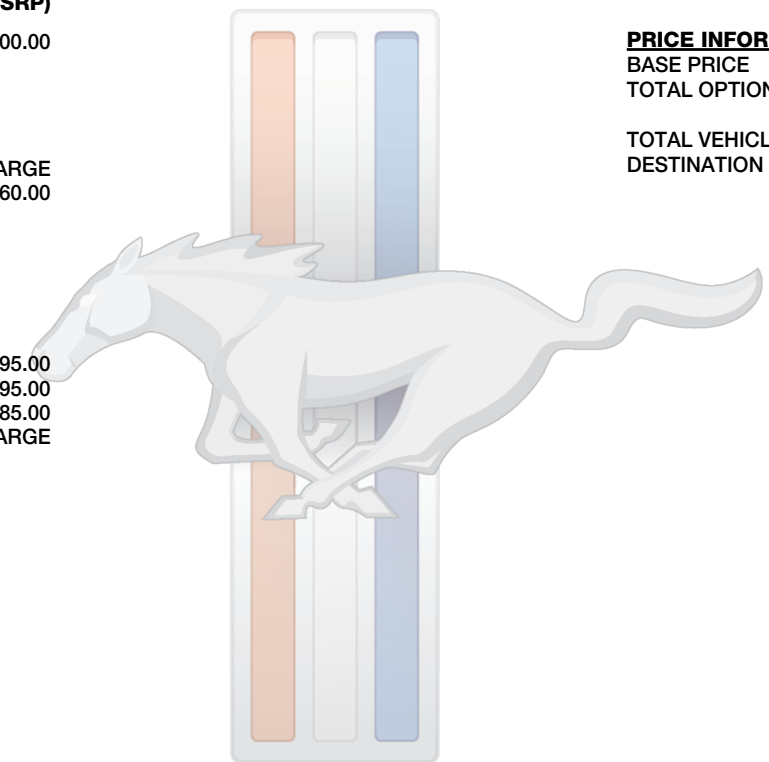 SRP)
00.00
ARGE
60.00
95.00
95.00
85.00
ARGE
PRICE INFOR
BASE PRICE
TOTAL OPTION
TOTAL VEHICL
DESTINATION